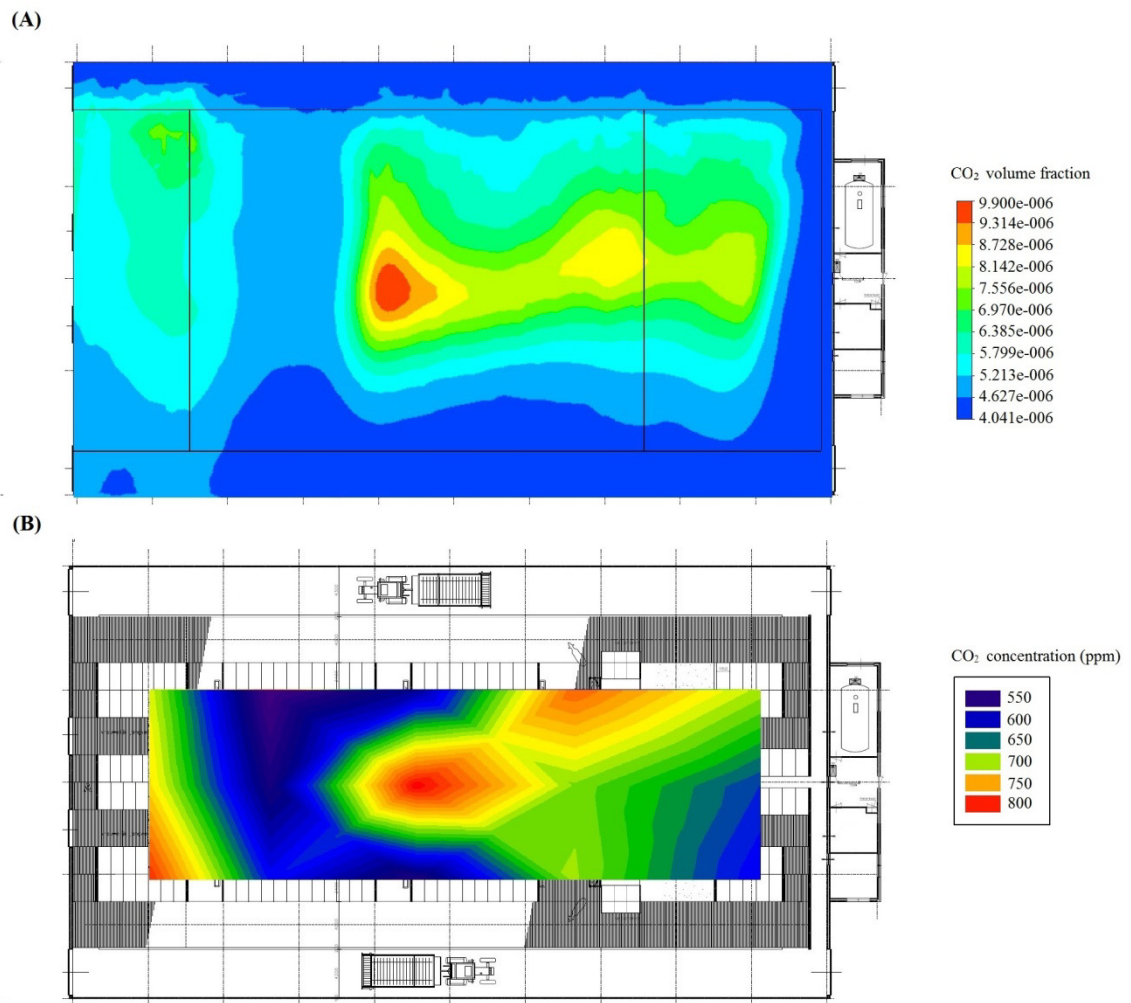 (A)
CO₂ volume fraction
9.900e-006
9.314e-006
8.728e-006
8.142e-006
7.556e-006
6.970e-006
6.385e-006
5.799e-006
5.213e-006
4.627e-006
4.041e-006
(B)
CO₂ concentration (ppm)
550
600
650
700
750
800